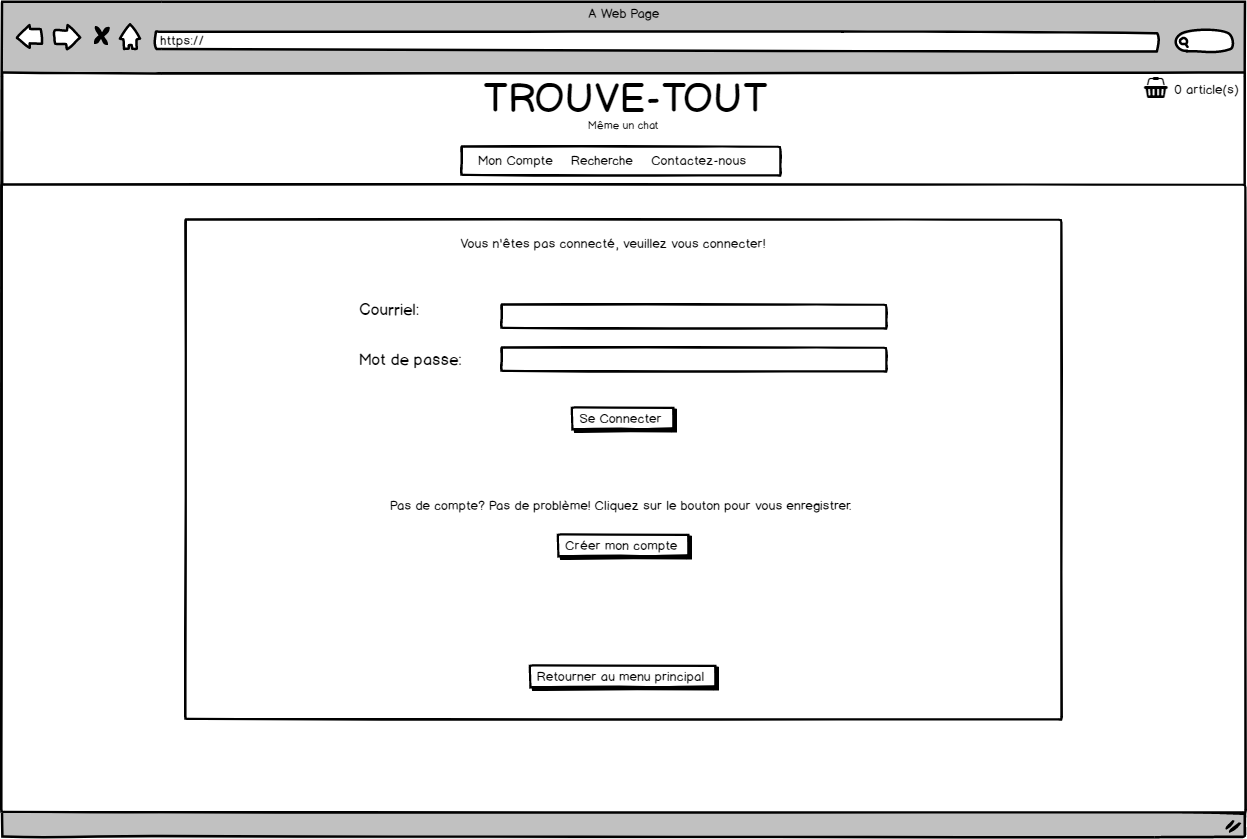 A Web Page
https://
TROUVE-TOUT
0 article(s)
Même un chat
Mon Compte Recherche Contactez-nous
Vous n'êtes pas connecté, veuillez vous connecter!
Courriel:
Mot de passe:
Se Connecter
Pas de compte? Pas de problème! Cliquez sur le bouton pour vous enregistrer.
Créer mon compte
Retourner au menu principal